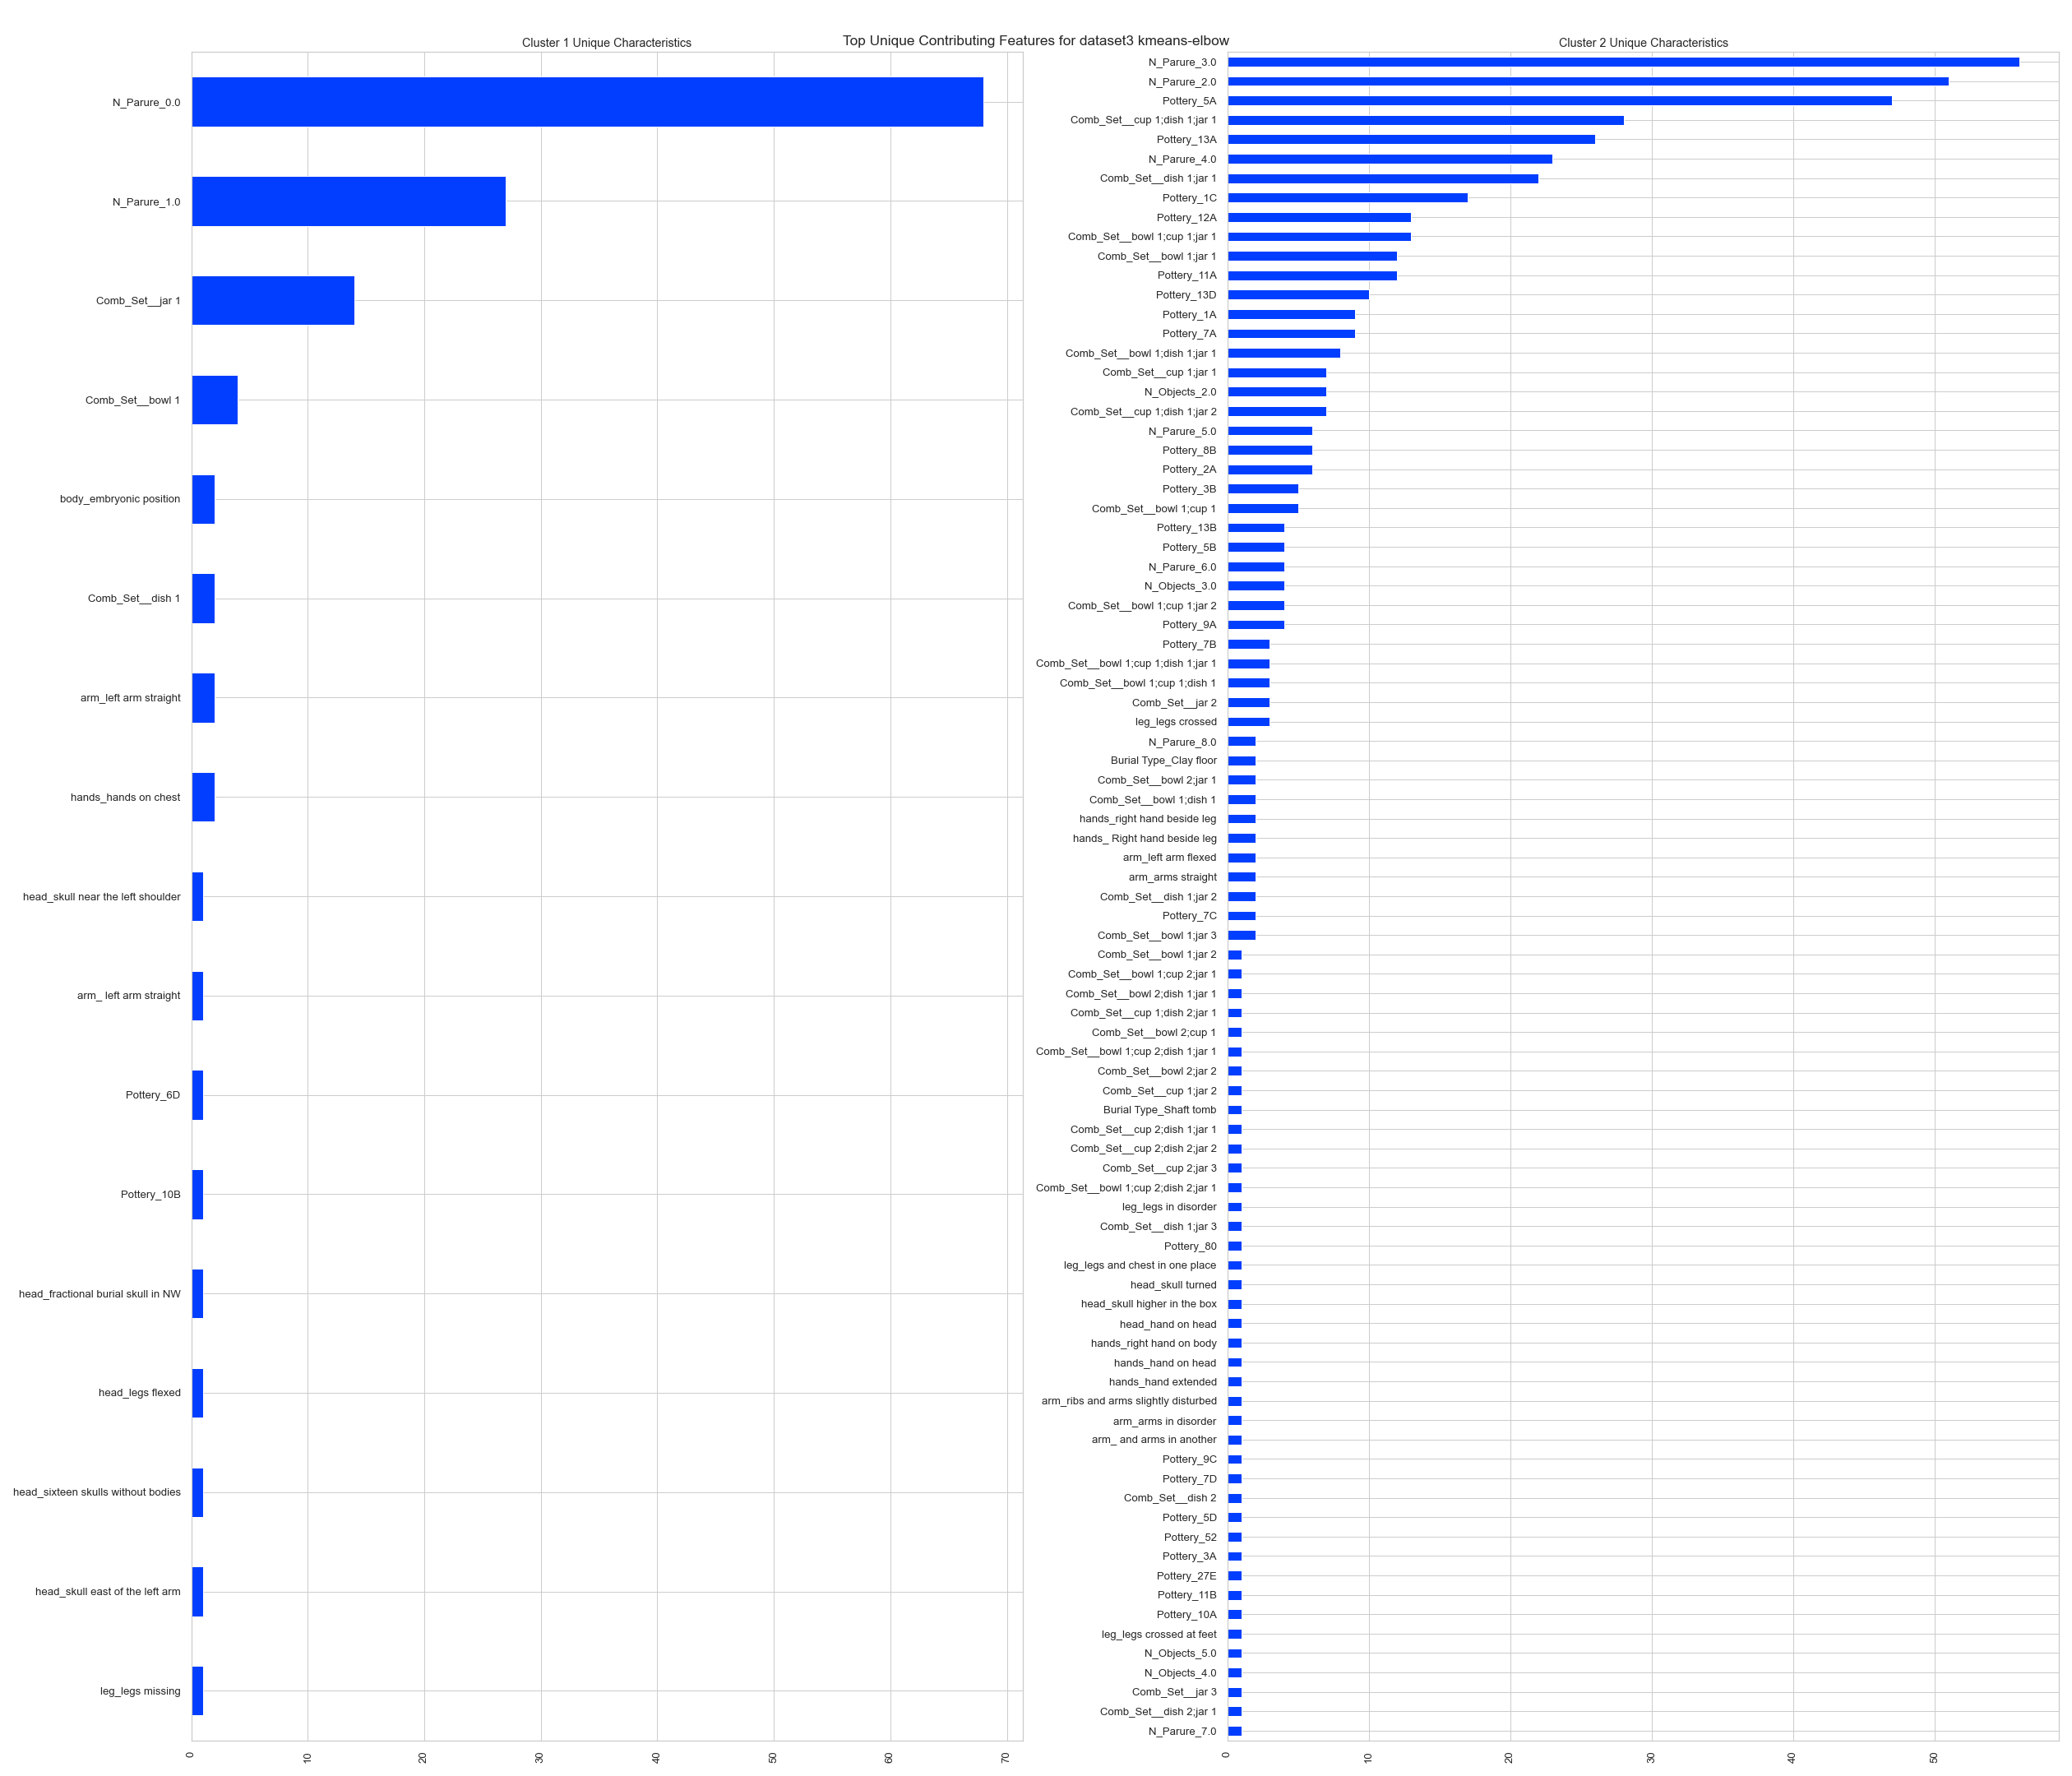 Top Unique Contributing Features for dataset3 kmeans-elbow
Cluster 1 Unique Characteristics
N_Parure_0.0
N_Parure_1.0
Comb_Set__jar 1
Comb_Set__bowl 1
body_embryonic position
Comb_Set__dish 1
arm_left arm straight
hands_hands on chest
head_skull near the left shoulder
arm_ left arm straight
Pottery_6D
Pottery_10B
head_fractional burial skull in NW
head_legs flexed
head_sixteen skulls without bodies
head_skull east of the left arm
leg_legs missing
0
10
20
30
40
50
60
70
Cluster 2 Unique Characteristics
N_Parure_3.0
N_Parure_2.0
Pottery_5A
Comb_Set__cup 1;dish 1;jar 1
Pottery_13A
N_Parure_4.0
Comb_Set__dish 1;jar 1
Pottery_1C
Pottery_12A
Comb_Set__bowl 1;cup 1;jar 1
Comb_Set__bowl 1;jar 1
Pottery_11A
Pottery_13D
Pottery_1A
Pottery_7A
Comb_Set__bowl 1;dish 1;jar 1
Comb_Set__cup 1;jar 1
N_Objects_2.0
Comb_Set__cup 1;dish 1;jar 2
N_Parure_5.0
Pottery_8B
Pottery_2A
Pottery_3B
Comb_Set__bowl 1;cup 1
Pottery_13B
Pottery_5B
N_Parure_6.0
N_Objects_3.0
Comb_Set__bowl 1;cup 1;jar 2
Pottery_9A
Pottery_7B
Comb_Set__bowl 1;cup 1;dish 1;jar 1
Comb_Set__bowl 1;cup 1;dish 1
Comb_Set__jar 2
leg_legs crossed
N_Parure_8.0
Burial Type_Clay floor
Comb_Set__bowl 2;jar 1
Comb_Set__bowl 1;dish 1
hands_right hand beside leg
hands_ Right hand beside leg
arm_left arm flexed
arm_arms straight
Comb_Set__dish 1;jar 2
Pottery_7C
Comb_Set__bowl 1;jar 3
Comb_Set__bowl 1;jar 2
Comb_Set__bowl 1;cup 2;jar 1
Comb_Set__bowl 2;dish 1;jar 1
Comb_Set__cup 1;dish 2;jar 1
Comb_Set__bowl 2;cup 1
Comb_Set__bowl 1;cup 2;dish 1;jar 1
Comb_Set__bowl 2;jar 2
Comb_Set__cup 1;jar 2
Burial Type_Shaft tomb
Comb_Set__cup 2;dish 1;jar 1
Comb_Set__cup 2;dish 2;jar 2
Comb_Set__cup 2;jar 3
Comb_Set__bowl 1;cup 2;dish 2;jar 1
leg_legs in disorder
Comb_Set__dish 1;jar 3
Pottery_80
leg_legs and chest in one place
head_skull turned
head_skull higher in the box
head_hand on head
hands_right hand on body
hands_hand on head
hands_hand extended
arm_ribs and arms slightly disturbed
arm_arms in disorder
arm_ and arms in another
Pottery_9C
Pottery_7D
Comb_Set__dish 2
Pottery_5D
Pottery_52
Pottery_3A
Pottery_27E
Pottery_11B
Pottery_10A
leg_legs crossed at feet
N_Objects_5.0
N_Objects_4.0
Comb_Set__jar 3
Comb_Set__dish 2;jar 1
N_Parure_7.0
0
10
20
30
40
50